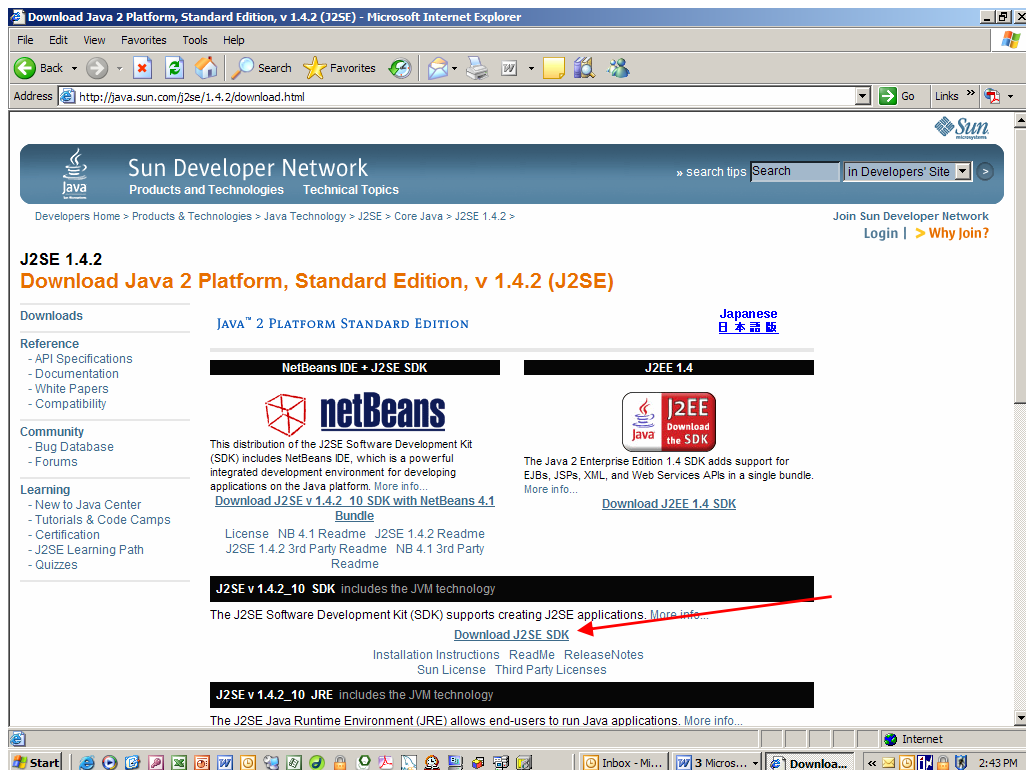 Download Java 2 Platform, Standard Edition, v 1.4.2 (J2SE) - Microsoft Internet Explorer
File Edit View Favorites Tools Help
Back Search Favorites
Address http://java.sun.com/j2se/1.4.2/download.html Go Links »
Sun
microsystems
Java
Sun Developer Network
» search tips Search in Developers' Site >
Products and Technologies Technical Topics
Developers Home > Products & Technologies > Java Technology > J2SE > Core Java > J2SE 1.4.2 >
Join Sun Developer Network
Login | > Why Join?
J2SE 1.4.2
Download Java 2 Platform, Standard Edition, v 1.4.2 (J2SE)
Downloads
Reference
- API Specifications
- Documentation
- White Papers
- Compatibility
Community
- Bug Database
- Forums
Learning
- New to Java Center
- Tutorials & Code Camps
- Certification
- J2SE Learning Path
- Quizzes
JAVA™ 2 PLATFORM STANDARD EDITION
Japanese
日本語版
NetBeans IDE + J2SE SDK
netBeans
This distribution of the J2SE Software Development Kit
(SDK) includes NetBeans IDE, which is a powerful
integrated development environment for developing
applications on the Java platform. More info...
Download J2SE v 1.4.2_10 SDK with NetBeans 4.1
Bundle
License NB 4.1 Readme J2SE 1.4.2 Readme
J2SE 1.4.2 3rd Party Readme NB 4.1 3rd Party
Readme
J2EE 1.4
Java
J2EE
Download
the SDK
The Java 2 Enterprise Edition 1.4 SDK adds support for
EJBs, JSPs, XML, and Web Services APIs in a single bundle.
More info...
Download J2EE 1.4 SDK
J2SE v 1.4.2_10 SDK includes the JVM technology
The J2SE Software Development Kit (SDK) supports creating J2SE applications. More info...
Download J2SE SDK
Installation Instructions ReadMe ReleaseNotes
Sun License Third Party Licenses
J2SE v 1.4.2_10 JRE includes the JVM technology
The J2SE Java Runtime Environment (JRE) allows end-users to run Java applications. More info...
Internet
Start Inbox - Mi... 3 Micros... Downloa... « 2:43 PM